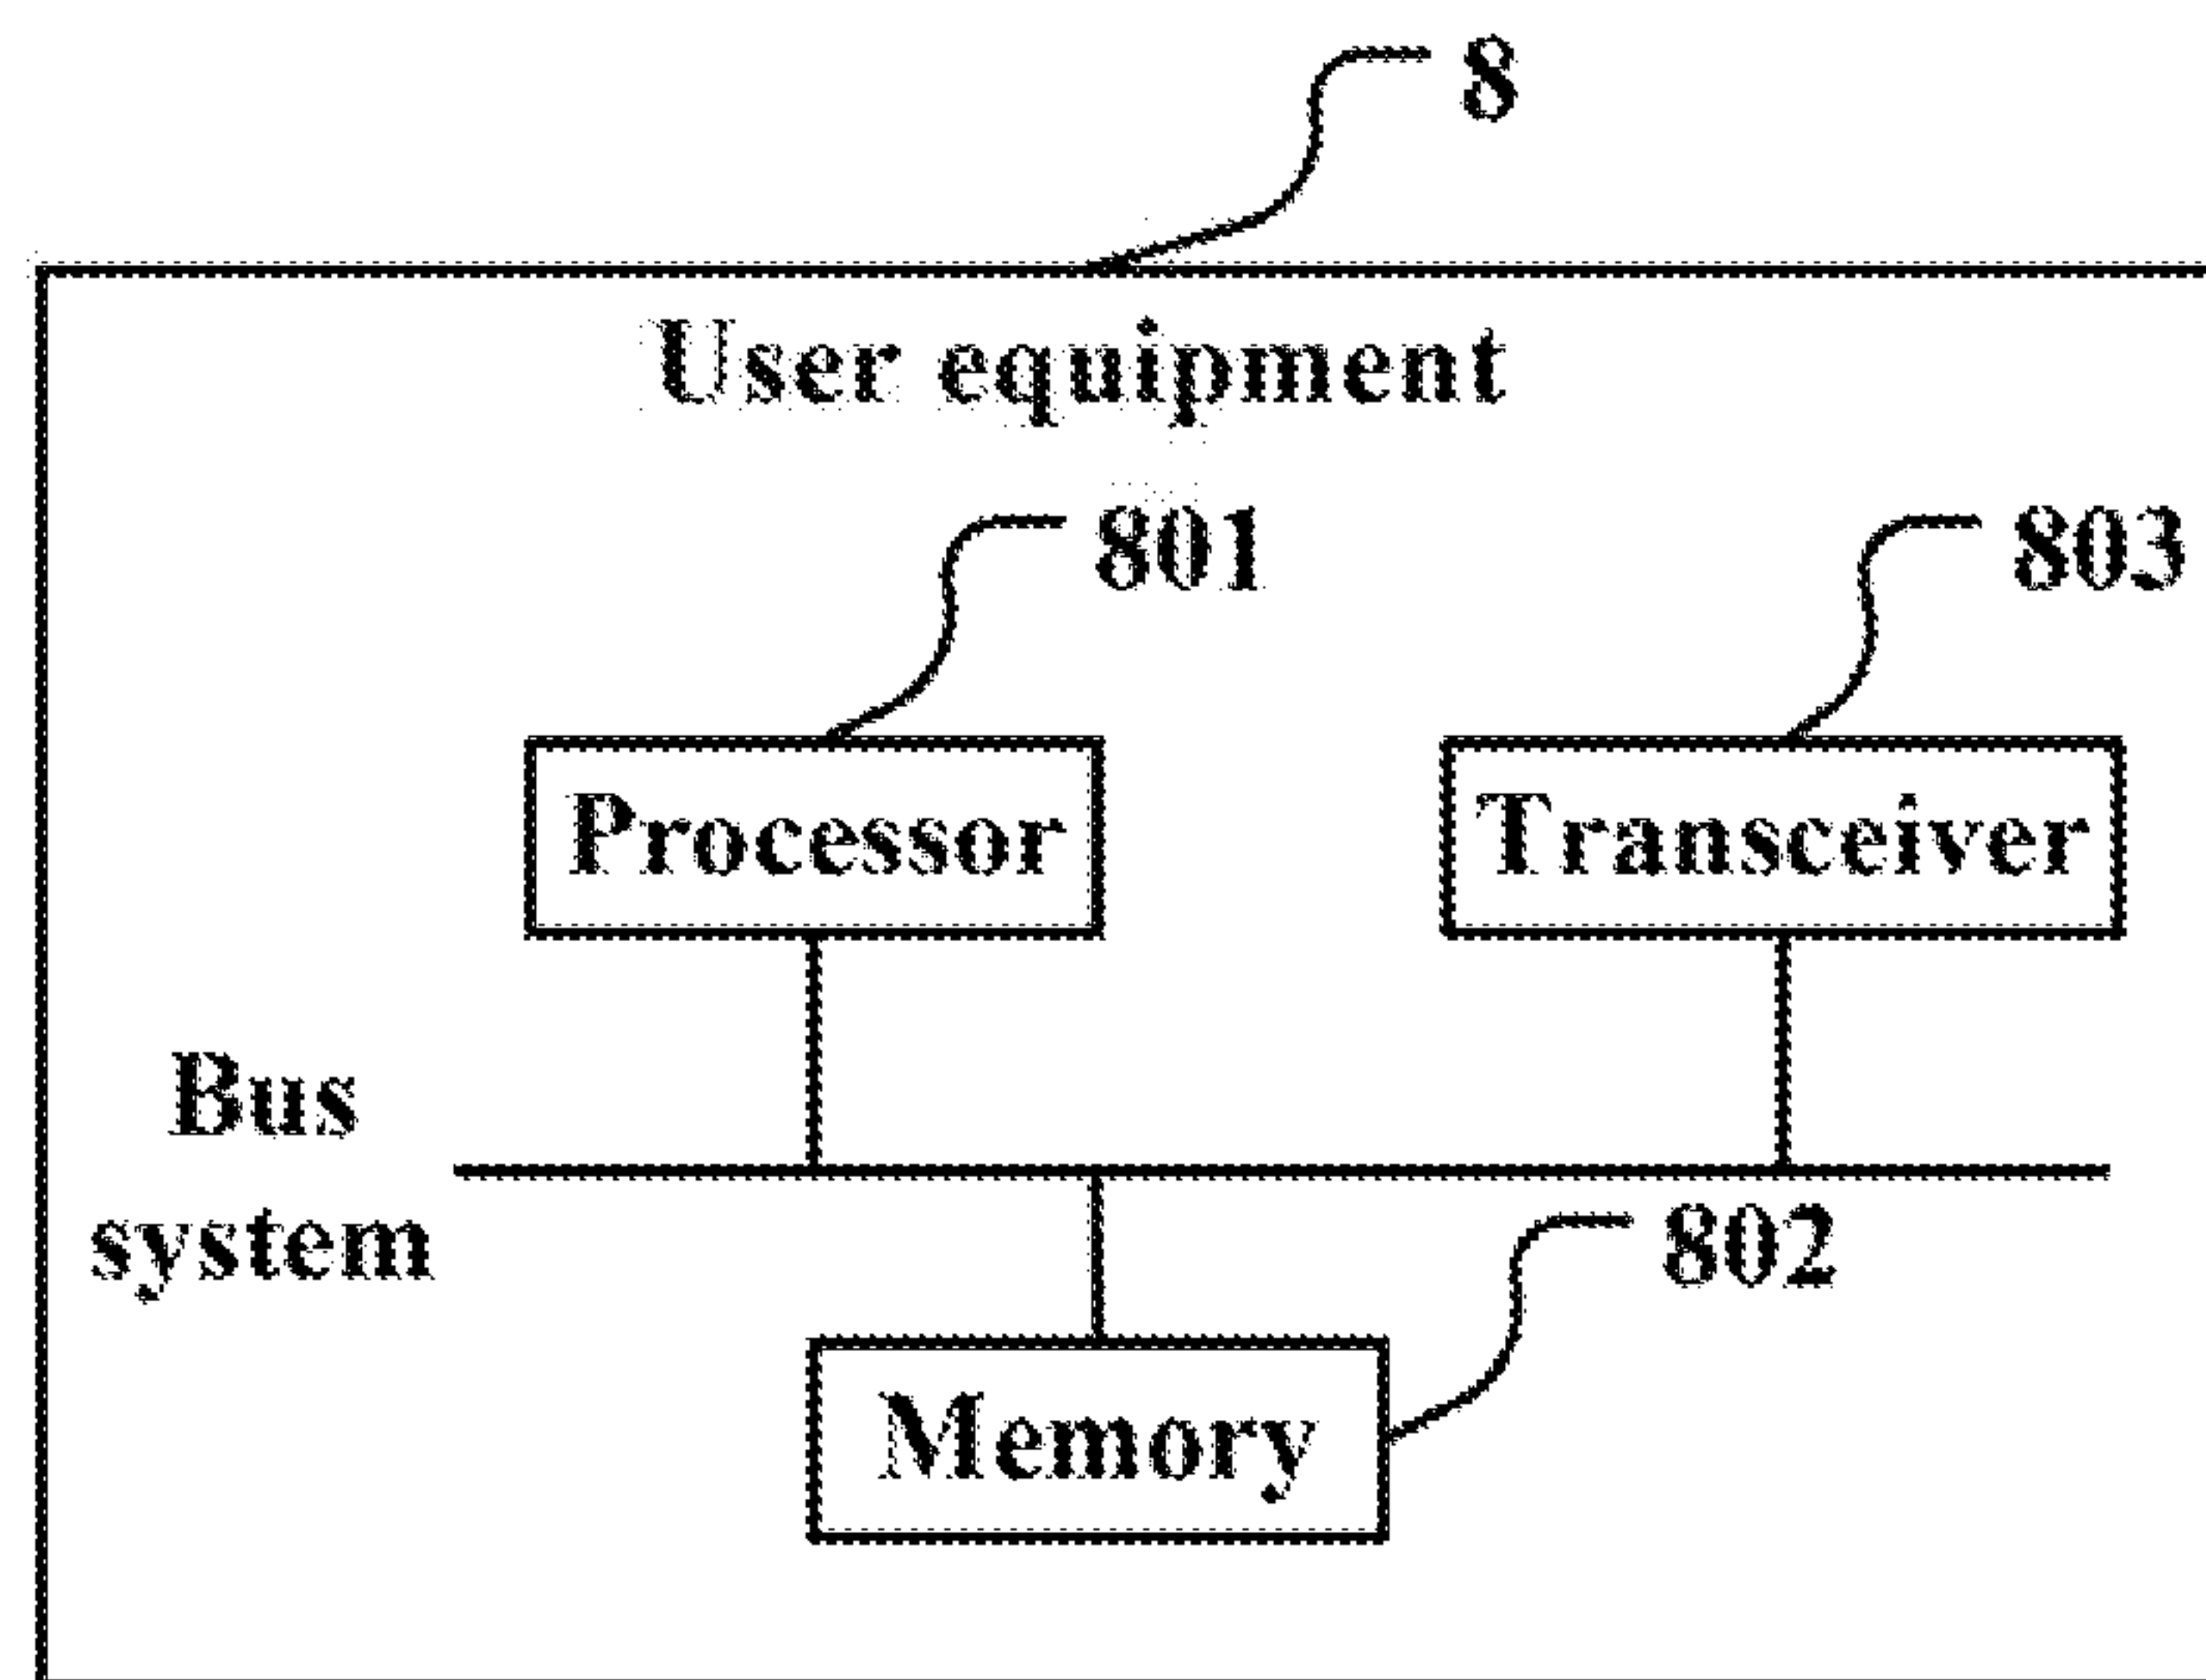 8
User equipment
801
803
Processor
Transceiver
Bus
system
802
Memory